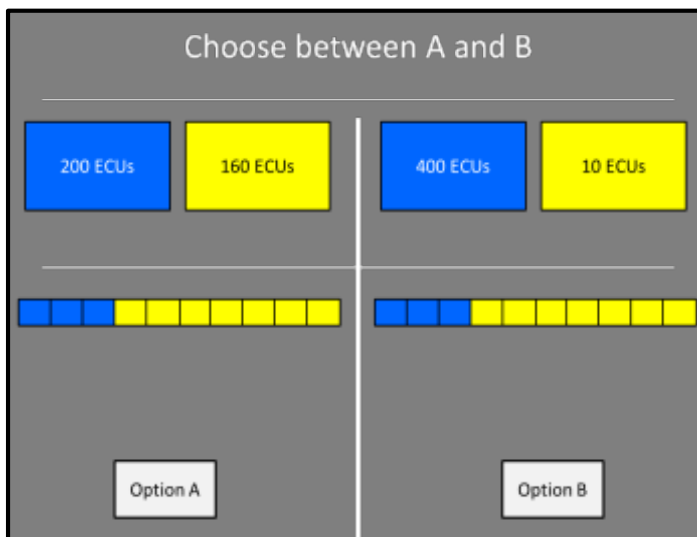 Choose between A and B
200 ECUs
160 ECUs
400 ECUs
10 ECUs
Option A
Option B